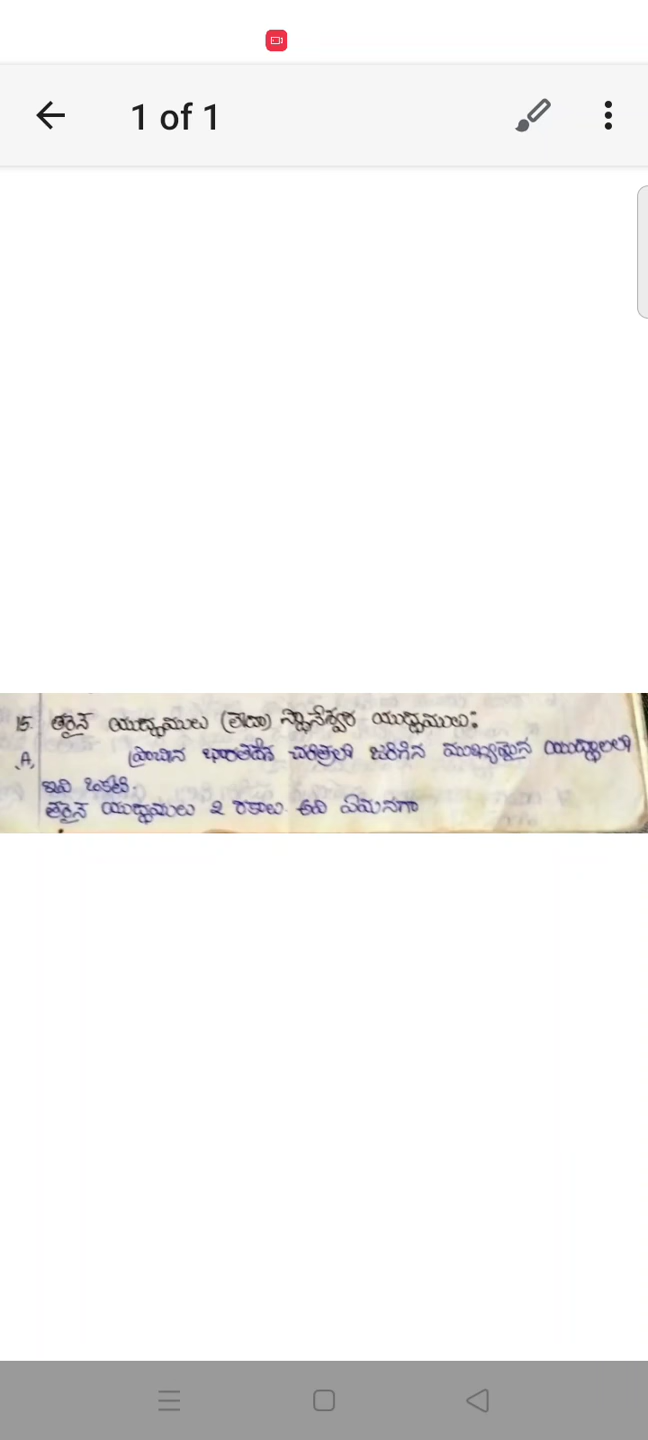 1 of 1
15. తరైన్ యుద్ధములు (లేదా) స్థానేశ్వర యుద్ధములు:
A, ప్రాచీన భారతదేశ చరిత్రలో జరిగిన ముఖ్యమైన యుద్ధాలలో
ఇవి ఒకటి.
తరైన్ యుద్ధములు 2 రకాలు. అవి ఏమనగా